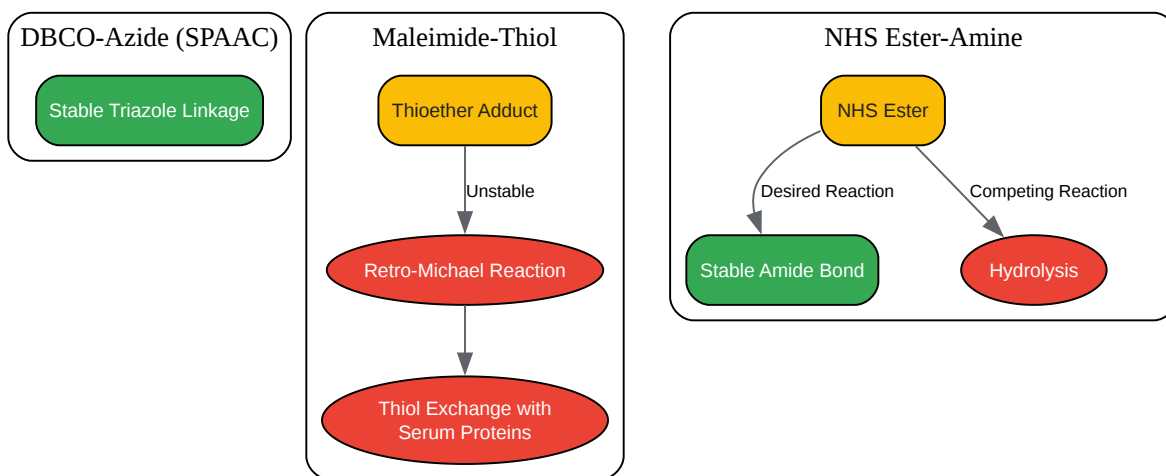 DBCO-Azide (SPAAC)
Stable Triazole Linkage
Maleimide-Thiol
Thioether Adduct
Unstable
Retro-Michael Reaction
Thiol Exchange with
Serum Proteins
NHS Ester-Amine
NHS Ester
Desired Reaction
Competing Reaction
Stable Amide Bond
Hydrolysis